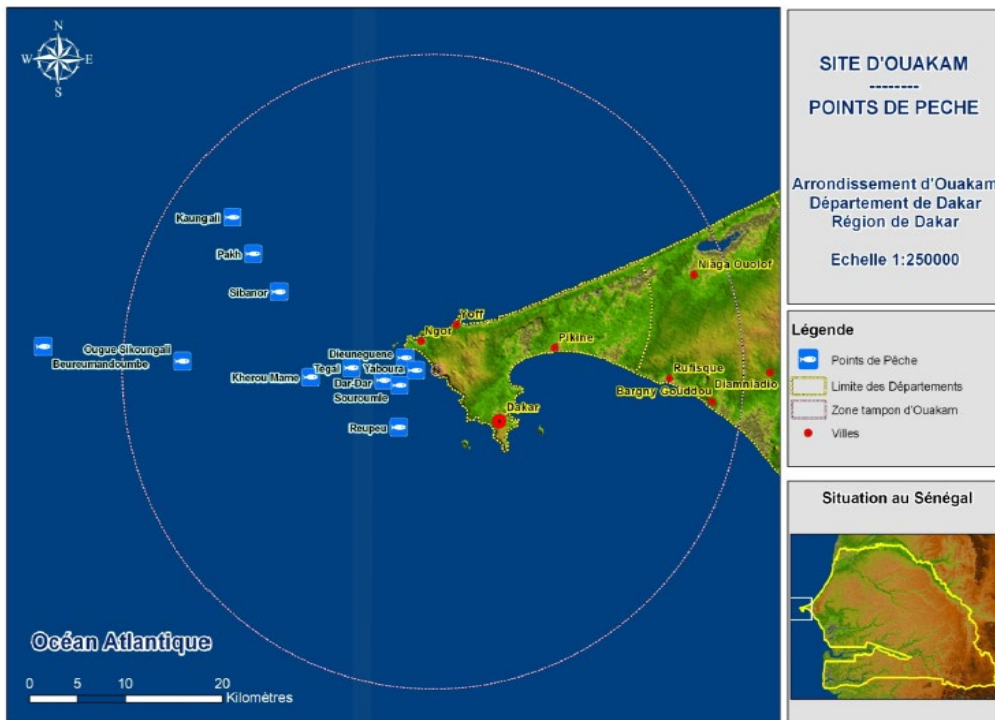 N
W E
S
SITE D'OUAKAM
--------
POINTS DE PECHE
Arrondissement d'Ouakam
Département de Dakar
Région de Dakar
Echelle 1:250000
Kaungali
Pakh
Sibanor
Ougue Sikoungali
Beureumandoumbe
Kherou Mame
Tegal
Dieuneguene
Yaboura
Dar-Dar
Souroumle
Reupeu
Ngor
Yoff
Pikine
Dakar
Niaga Ouolof
Rufisque
Bargny Gouddou
Diamniadio
Océan Atlantique
0 5 10 20
Kilomètres
Légende
Points de Pêche
Limite des Départements
Zone tampon d'Ouakam
Villes
Situation au Sénégal